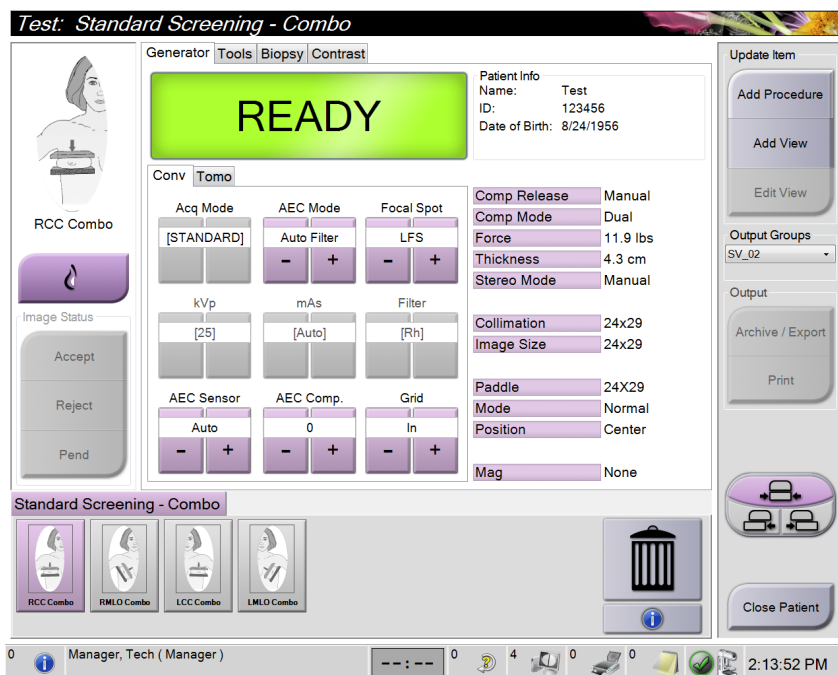 Test: Standard Screening - Combo
Generator Tools Biopsy Contrast
READY
Patient Info
Name: Test
ID: 123456
Date of Birth: 8/24/1956
RCC Combo
Image Status
Accept
Reject
Pend
Conv Tomo
Acq Mode AEC Mode Focal Spot
[STANDARD] Auto Filter LFS
- + - +
kVp mAs Filter
[25] [Auto] [Rh]
AEC Sensor AEC Comp. Grid
Auto 0 In
- + - + - +
Comp Release Manual
Comp Mode Dual
Force 11.9 lbs
Thickness 4.3 cm
Stereo Mode Manual
Collimation 24x29
Image Size 24x29
Paddle 24X29
Mode Normal
Position Center
Mag None
Update Item
Add Procedure
Add View
Edit View
Output Groups
SV_02
Output
Archive / Export
Print
Standard Screening - Combo
RCC Combo RMLO Combo LCC Combo LMLO Combo
Close Patient
0 Manager, Tech ( Manager ) --:-- 0 4 0 0 2:13:52 PM